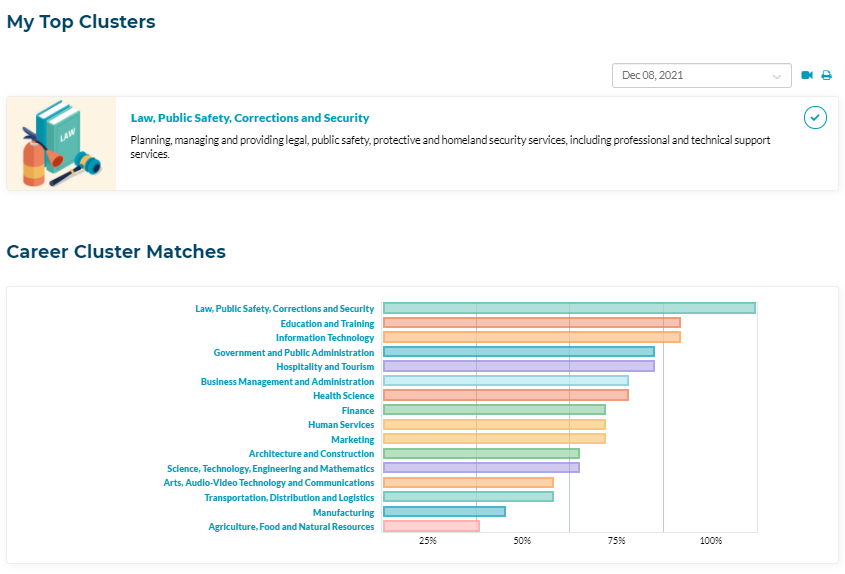 My Top Clusters
Dec 08, 2021
LAW
Law, Public Safety, Corrections and Security
Planning, managing and providing legal, public safety, protective and homeland security services, including professional and technical support
services.
Career Cluster Matches
Law, Public Safety, Corrections and Security
Education and Training
Information Technology
Government and Public Administration
Hospitality and Tourism
Business Management and Administration
Health Science
Finance
Human Services
Marketing
Architecture and Construction
Science, Technology, Engineering and Mathematics
Arts, Audio-Video Technology and Communications
Transportation, Distribution and Logistics
Manufacturing
Agriculture, Food and Natural Resources
25% 50% 75% 100%